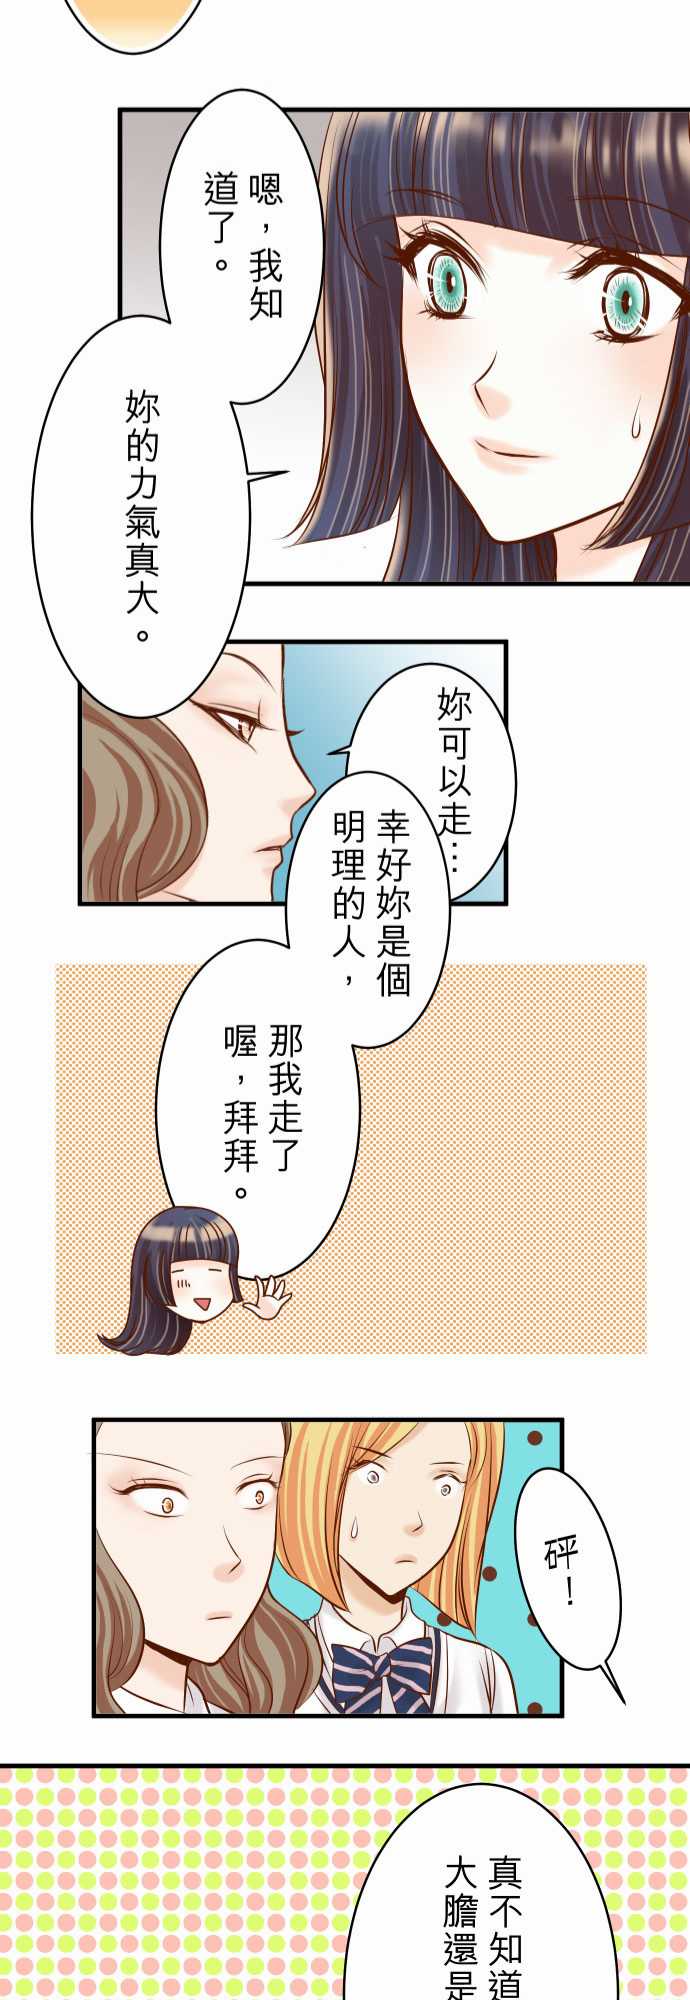 嗯，我知
道了。
妳的力氣真大。
妳可以走…
幸好妳是個
明理的人，
那我走了
喔，拜拜。
砰！
真不知道
大膽還是